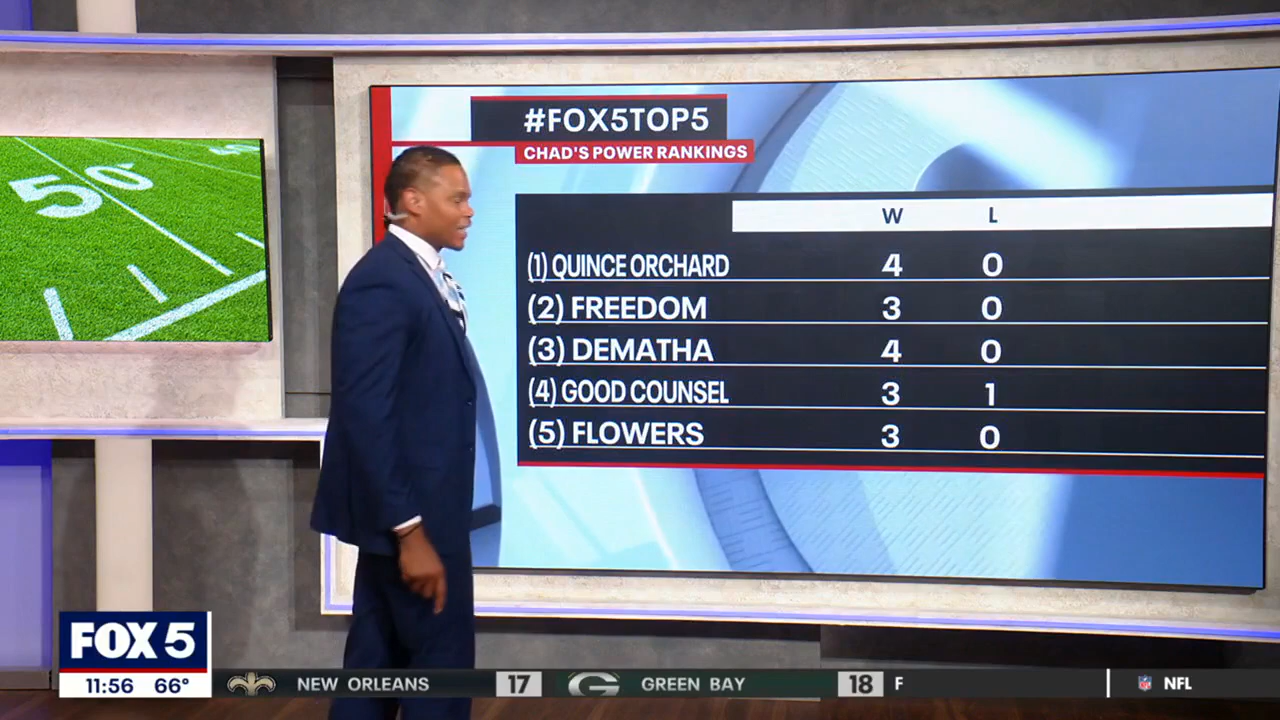 5 0
#FOX5TOP5
CHAD'S POWER RANKINGS
W L
(1) QUINCE ORCHARD 4 0
(2) FREEDOM 3 0
(3) DEMATHA 4 0
(4) GOOD COUNSEL 3 1
(5) FLOWERS 3 0
FOX 5
11:56 66°
NEW ORLEANS 17 G GREEN BAY 18 F NFL